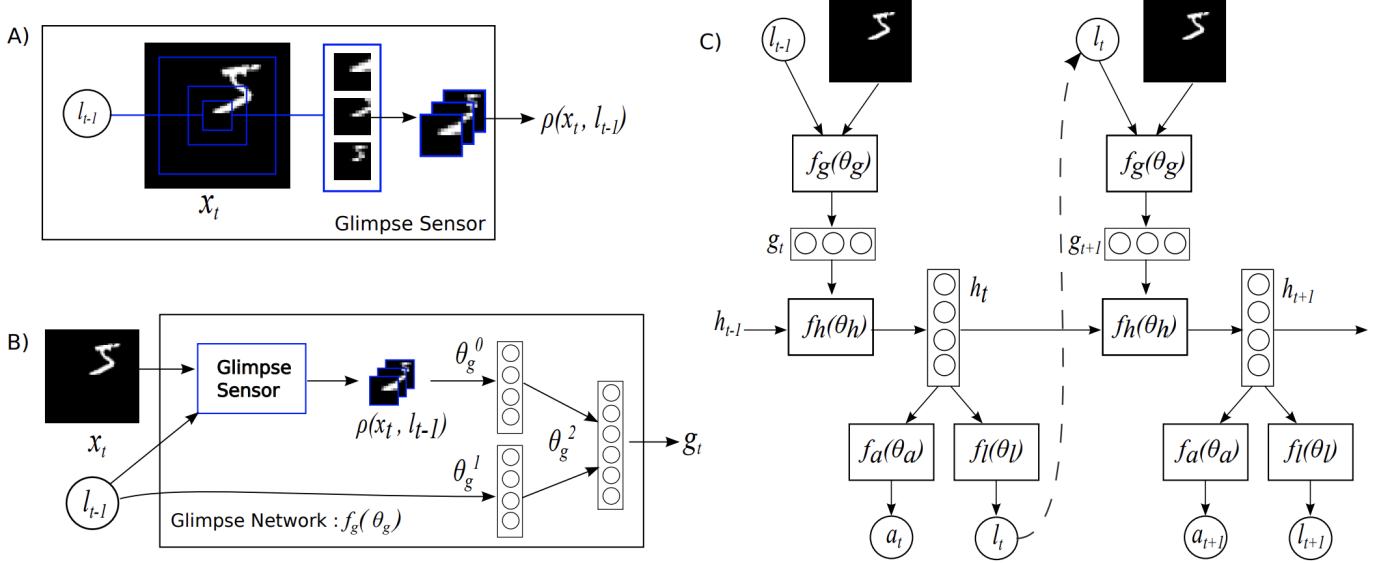 A)
l_{t-1}
x_t
ρ(x_t, l_{t-1})
Glimpse Sensor
B)
x_t
l_{t-1}
Glimpse
Sensor
ρ(x_t, l_{t-1})
θ_g^0
θ_g^1
θ_g^2
g_t
Glimpse Network : f_g(θ_g)
C)
l_{t-1}
f_g(θ_g)
g_t
h_{t-1}
f_h(θ_h)
h_t
f_a(θ_a)
f_l(θ_l)
a_t
l_t
l_t
f_g(θ_g)
g_{t+1}
f_h(θ_h)
h_{t+1}
f_a(θ_a)
f_l(θ_l)
a_{t+1}
l_{t+1}